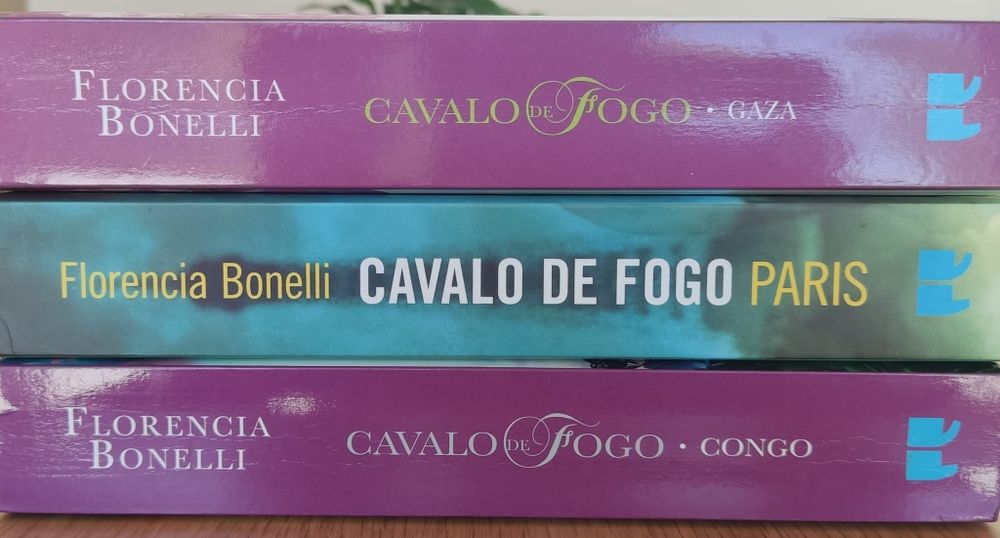 FLORENCIA
BONELLI
CAVALO DE FOGO · GAZA
Florencia Bonelli CAVALO DE FOGO PARIS
FLORENCIA
BONELLI
CAVALO DE FOGO · CONGO